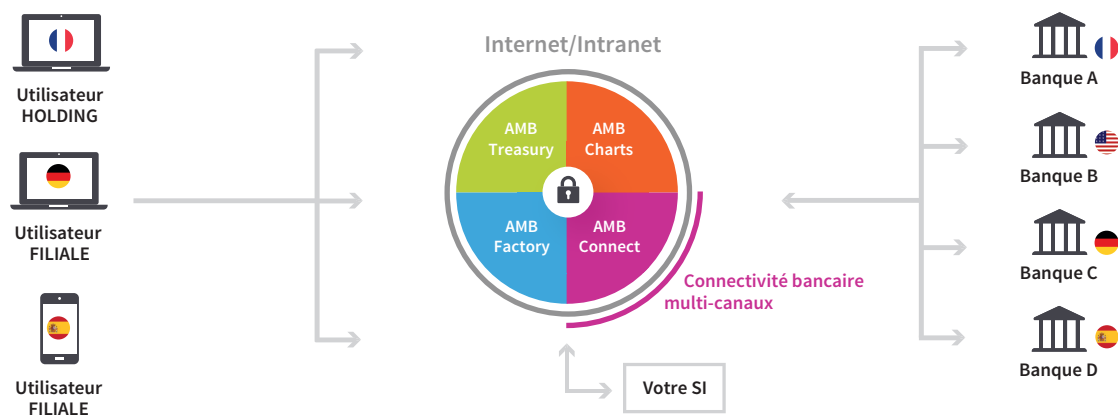 Utilisateur
HOLDING
Utilisateur
FILIALE
Utilisateur
FILIALE
Internet/Intranet
AMB
Treasury
AMB
Charts
AMB
Factory
AMB
Connect
Connectivité bancaire
multi-canaux
Votre SI
Banque A
Banque B
Banque C
Banque D